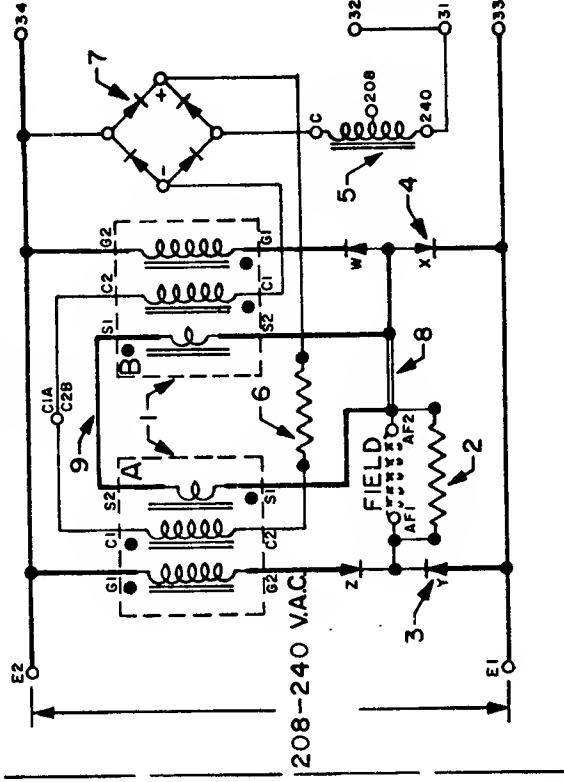 E2
34
G1
C1
S2
A
C1A
C2B
S1
B
C2
G2
7
+
-
9
1
G2
C2
S1
S2
C1
G1
C
208
240
5
6
32
31
208-240 V.A.C.
Z
FIELD
W
3
Y
AF1
AF2
8
X
4
2
E1
33